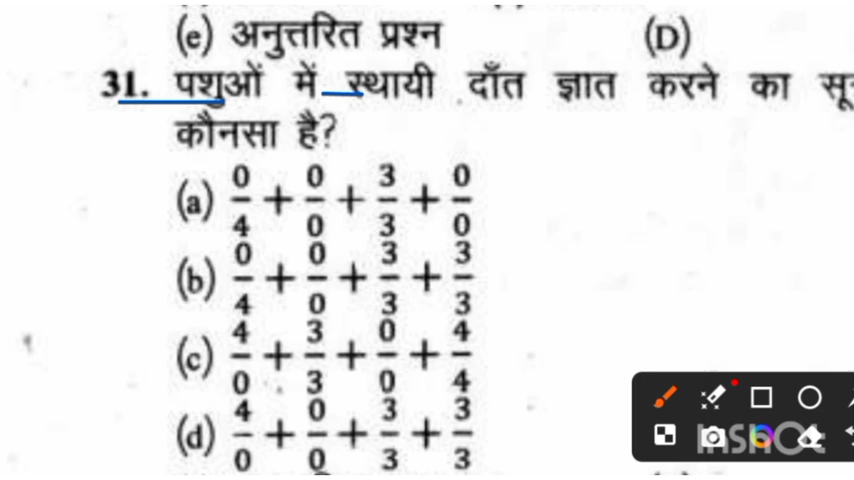 (e) अनुत्तरित प्रश्न (D)
31. पशुओं में स्थायी दाँत ज्ञात करने का
कौनसा है?
(a) 0/4 + 0/0 + 3/3 + 0/0
(b) 0/4 + 0/0 + 3/3 + 3/3
(c) 4/0 + 3/3 + 0/0 + 4/4
(d) 4/0 + 0/0 + 3/3 + 3/3
InShOt